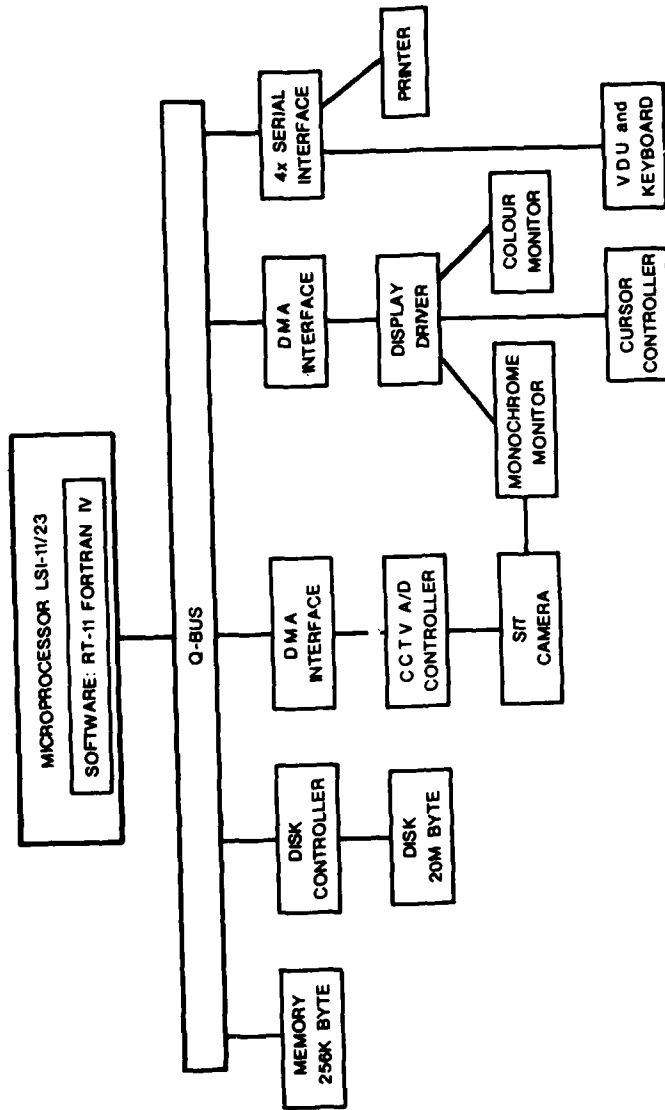 MICROPROCESSOR LSI-11/23
SOFTWARE: RT-11 FORTRAN IV
Q-BUS
MEMORY
256K BYTE
DISK
CONTROLLER
DISK
20M BYTE
DMA
INTERFACE
CCTV A/D
CONTROLLER
SIT
CAMERA
DMA
INTERFACE
DISPLAY
DRIVER
MONOCHROME
MONITOR
CURSOR
CONTROLLER
COLOUR
MONITOR
4x SERIAL
INTERFACE
PRINTER
VDU and
KEYBOARD